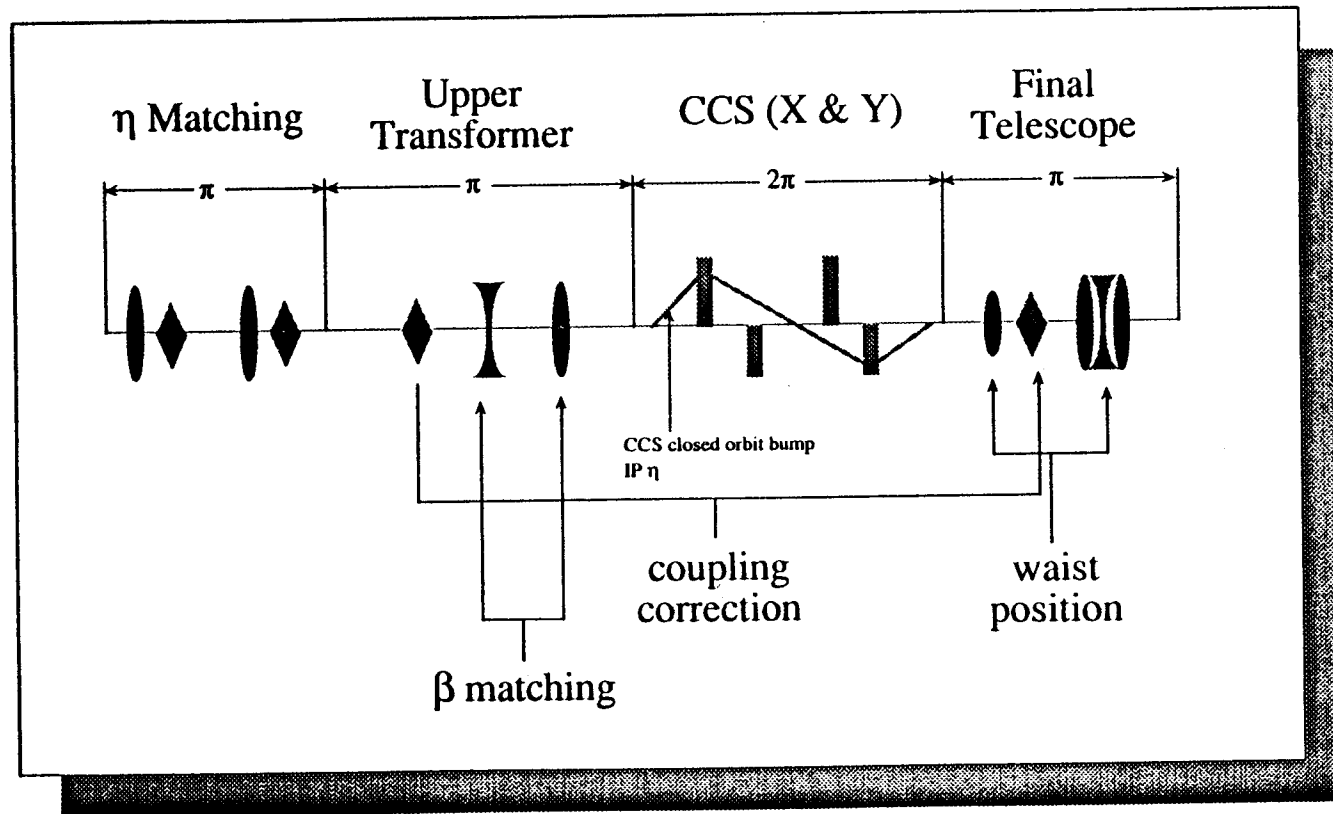 η Matching
Upper
Transformer
CCS (X & Y)
Final
Telescope
π
π
2π
π
CCS closed orbit bump
IP η
coupling
correction
waist
position
β matching